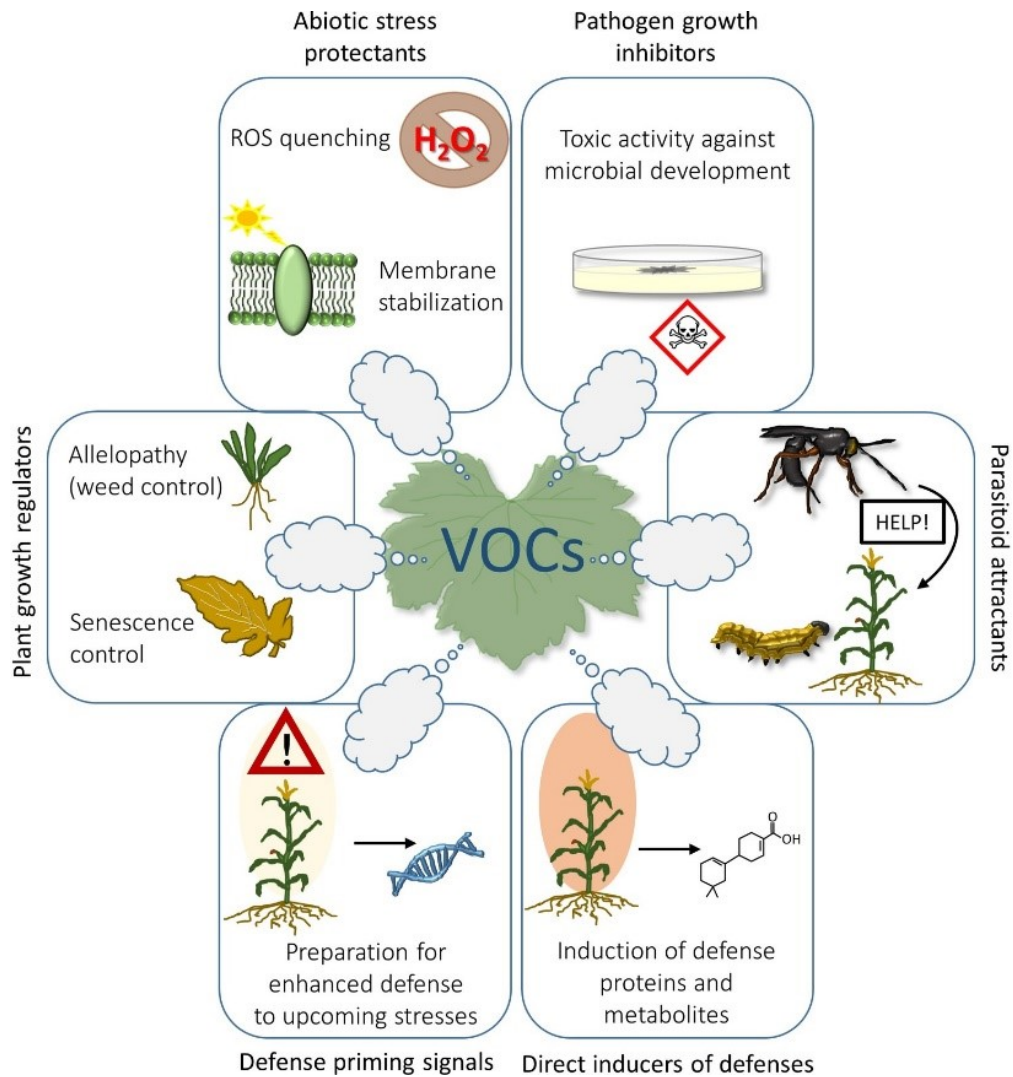 Abiotic stress
protectants
Pathogen growth
inhibitors
ROS quenching
H₂O₂
Membrane
stabilization
Toxic activity against
microbial development
Plant growth regulators
Allelopathy
(weed control)
Senescence
control
VOCs
HELP!
Parasitoid attractants
!
Preparation for
enhanced defense
to upcoming stresses
Defense priming signals
O
OH
Induction of defense
proteins and
metabolites
Direct inducers of defenses